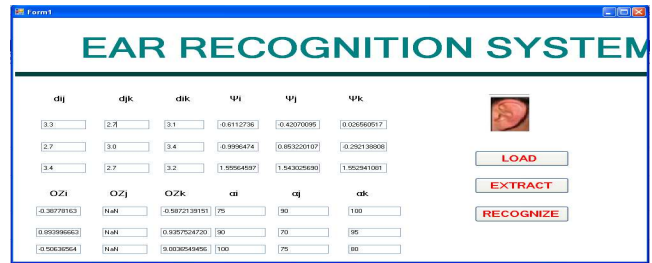 Form1
EAR RECOGNITION SYSTEM
dij djk dik Ψi Ψj Ψk
3.3 2.7 3.1 -0.6112736 -0.42070095 0.026560517
2.7 3.0 3.4 -0.9996474 0.853220107 -0.292138808
3.4 2.7 3.2 1.55564597 1.543025690 1.552941081
LOAD
EXTRACT
RECOGNIZE
OZi OZj OZk αi αj αk
-0.38778163 NaN -0.5872139151 75 90 100
0.893996663 NaN 0.9357524720 90 70 95
-0.50636564 NaN 9.0036549456 100 75 80